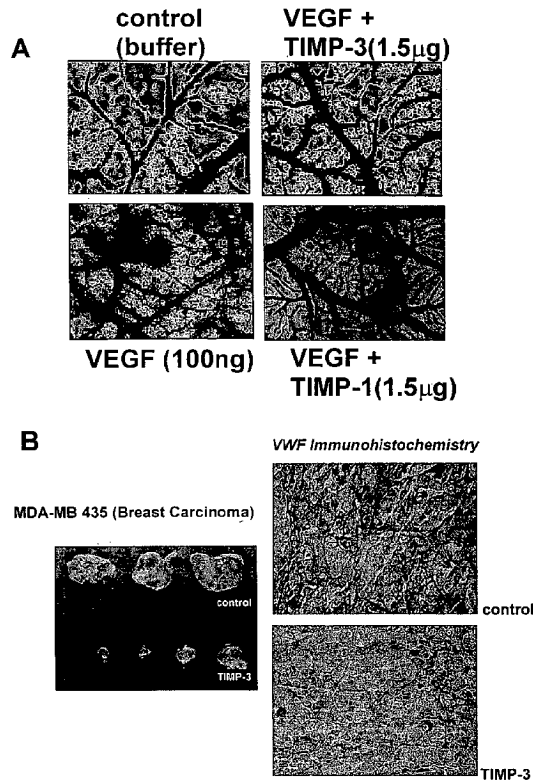 A
control
(buffer)
VEGF +
TIMP-3(1.5µg)
VEGF (100ng)
VEGF +
TIMP-1(1.5µg)
B
VWF Immunohistochemistry
MDA-MB 435 (Breast Carcinoma)
control
TIMP-3
control
TIMP-3